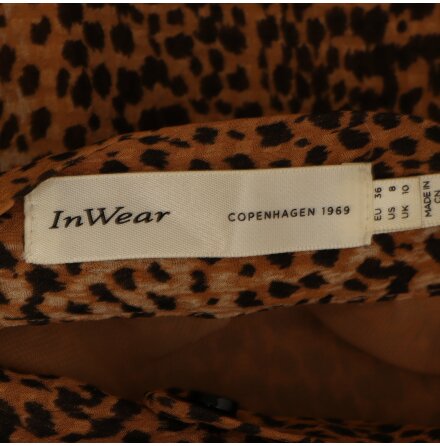 InWear
COPENHAGEN 1969
EU 36
US 8
UK 10
MADE IN
CN